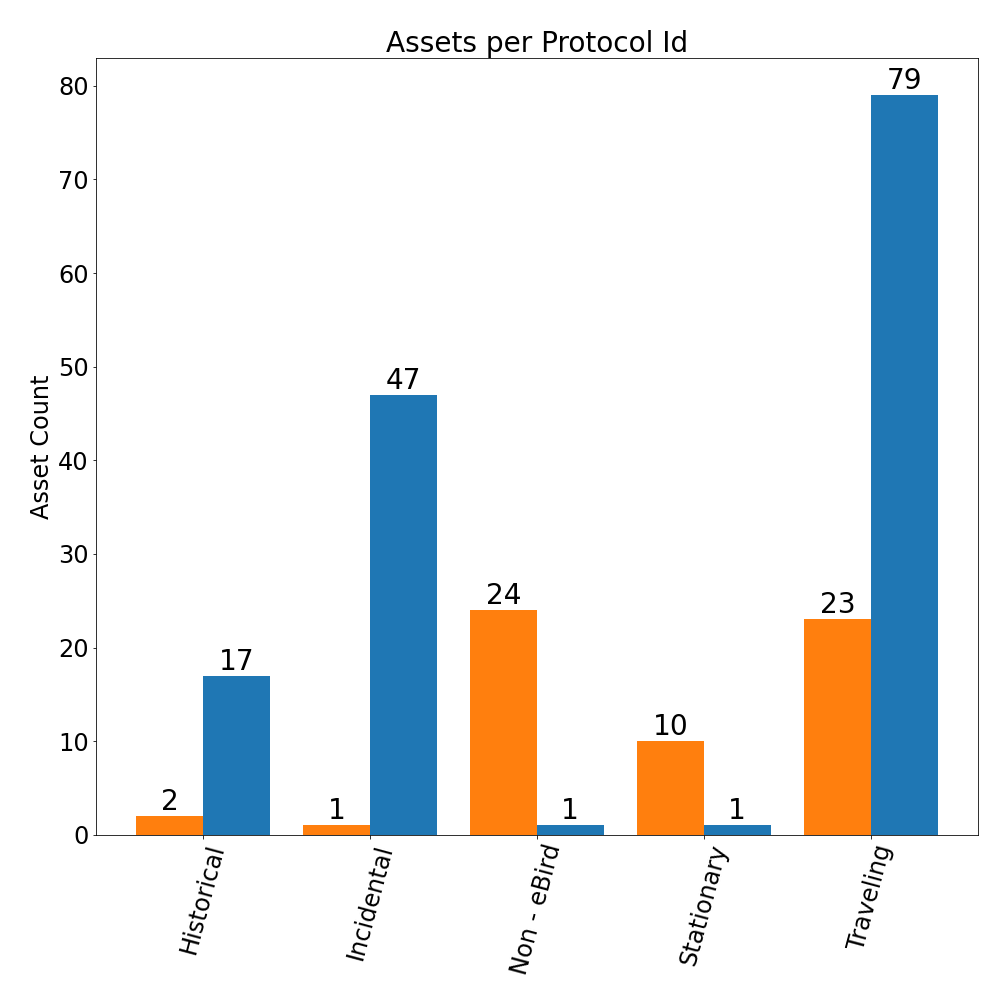 Assets per Protocol Id
Asset Count
80
70
60
50
40
30
20
10
0
2
17
1
47
24
1
10
1
23
79
Historical
Incidental
Non - eBird
Stationary
Traveling